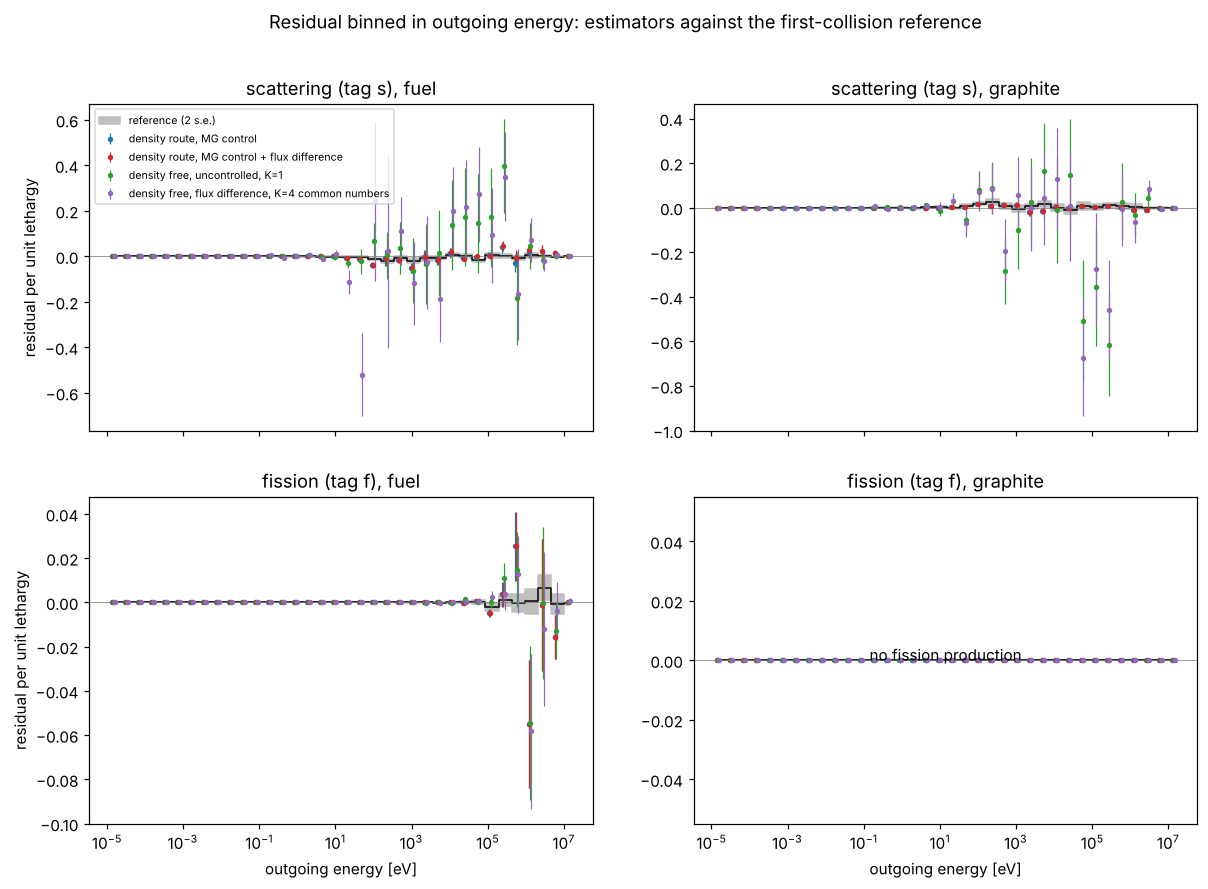 Residual binned in outgoing energy: estimators against the first-collision reference
scattering (tag s), fuel
reference (2 s.e.)
density route, MG control
density route, MG control + flux difference
density free, uncontrolled, K=1
density free, flux difference, K=4 common numbers
0.6
0.4
0.2
0.0
−0.2
−0.4
−0.6
residual per unit lethargy
scattering (tag s), graphite
0.4
0.2
0.0
−0.2
−0.4
−0.6
−0.8
−1.0
fission (tag f), fuel
0.04
0.02
0.00
−0.02
−0.04
−0.06
−0.08
−0.10
residual per unit lethargy
10⁻⁵ 10⁻³ 10⁻¹ 10¹ 10³ 10⁵ 10⁷
outgoing energy [eV]
fission (tag f), graphite
0.04
0.02
0.00
−0.02
−0.04
no fission production
10⁻⁵ 10⁻³ 10⁻¹ 10¹ 10³ 10⁵ 10⁷
outgoing energy [eV]